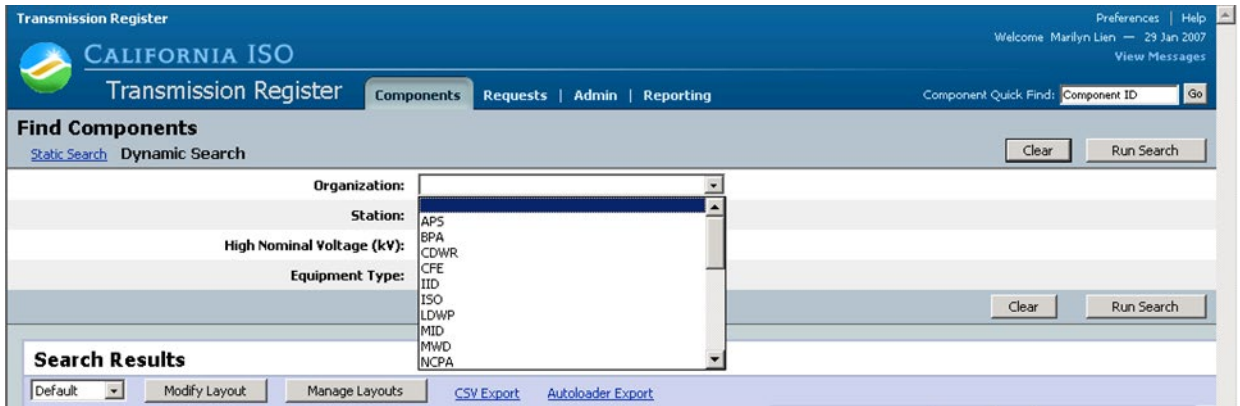 Transmission Register
Preferences | Help
Welcome Marilyn Lien — 29 Jan 2007
View Messages
CALIFORNIA ISO
Transmission Register
Components Requests | Admin | Reporting
Component Quick Find: Component ID Go
Find Components
Static Search Dynamic Search
Clear Run Search
Organization:
Station:
High Nominal Voltage (kV):
Equipment Type:
APS
BPA
CDWR
CFE
IID
ISO
LDWP
MID
MWD
NCPA
Clear Run Search
Search Results
Default Modify Layout Manage Layouts CSV Export Autoloader Export